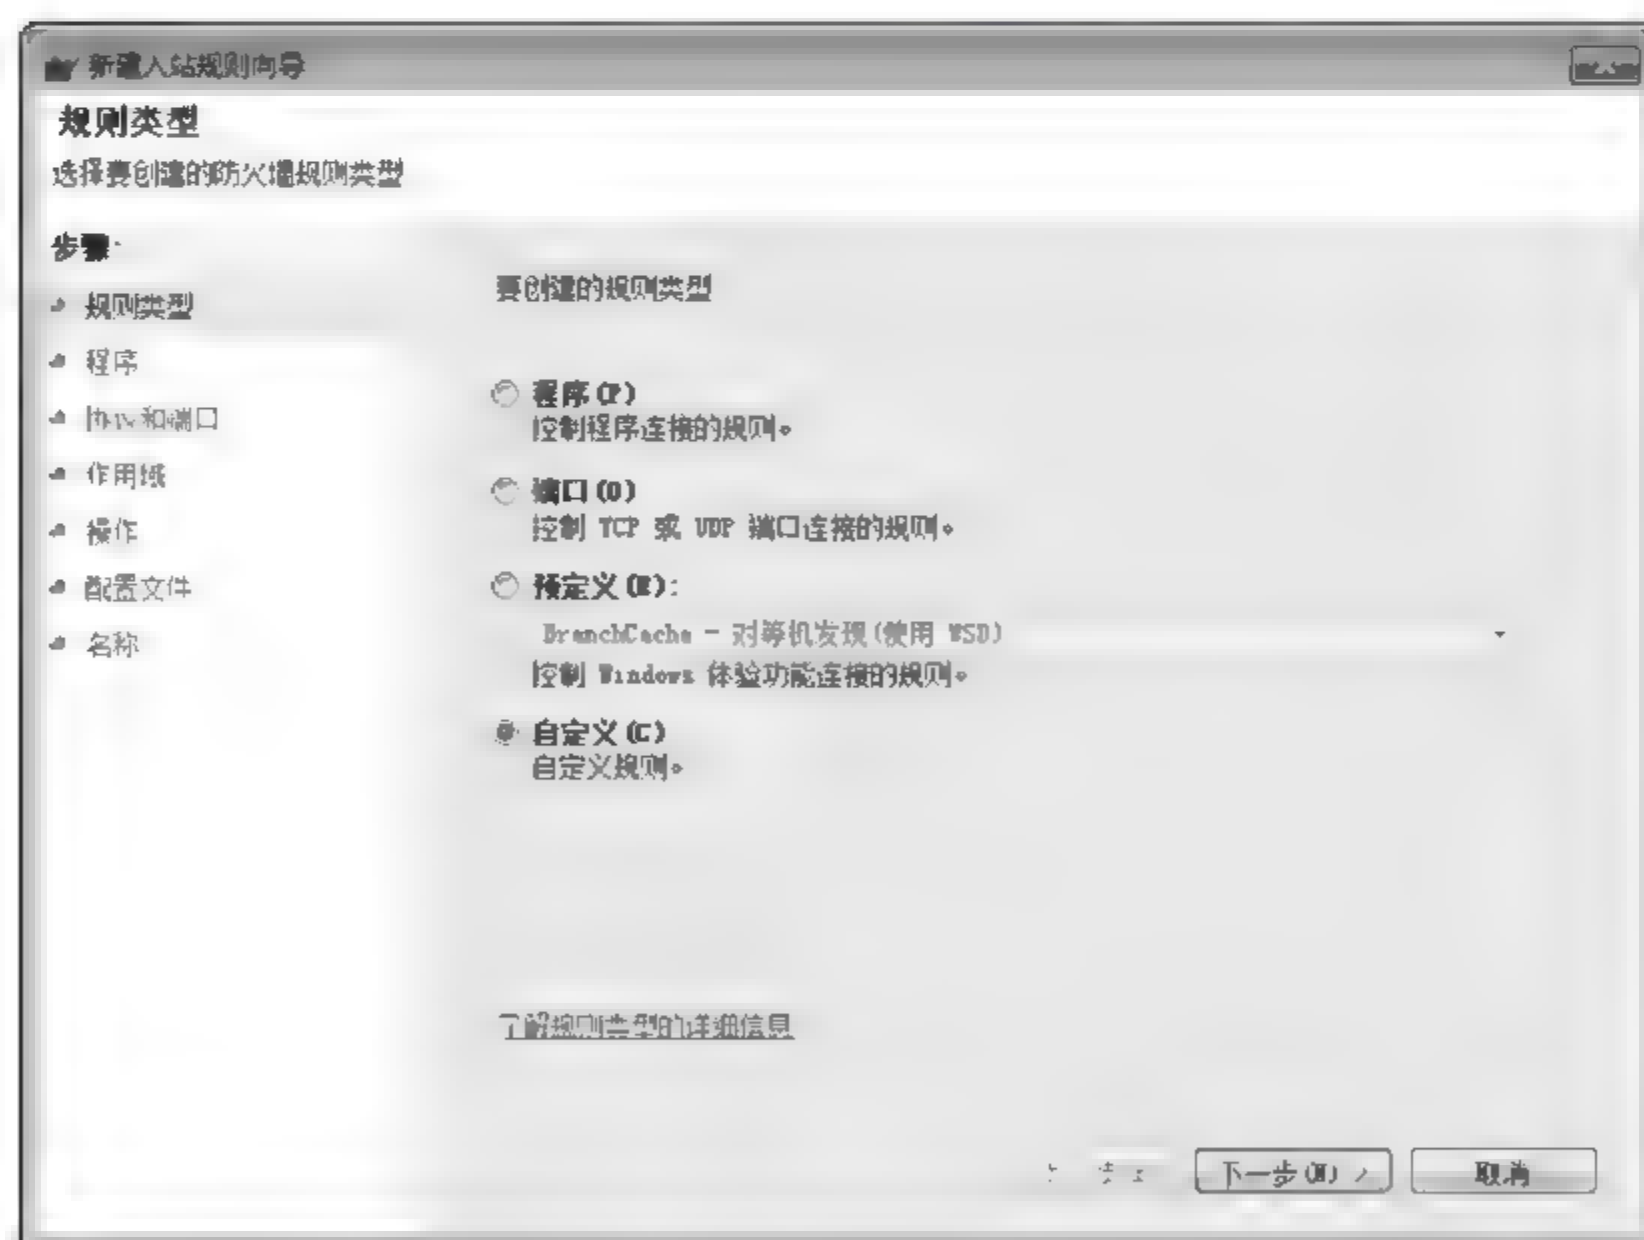 新建入站规则向导
规则类型
选择要创建的防火墙规则类型
步骤:
规则类型
程序
协议和端口
作用域
操作
配置文件
名称
要创建的规则类型
程序(P)
控制程序连接的规则。
端口(O)
控制 TCP 或 UDP 端口连接的规则。
预定义(E):
BranchCache - 对等机发现(使用 WSD)
控制 Windows 体验功能连接的规则。
自定义(C)
自定义规则。
了解规则类型的详细信息
下一步(N) >
取消